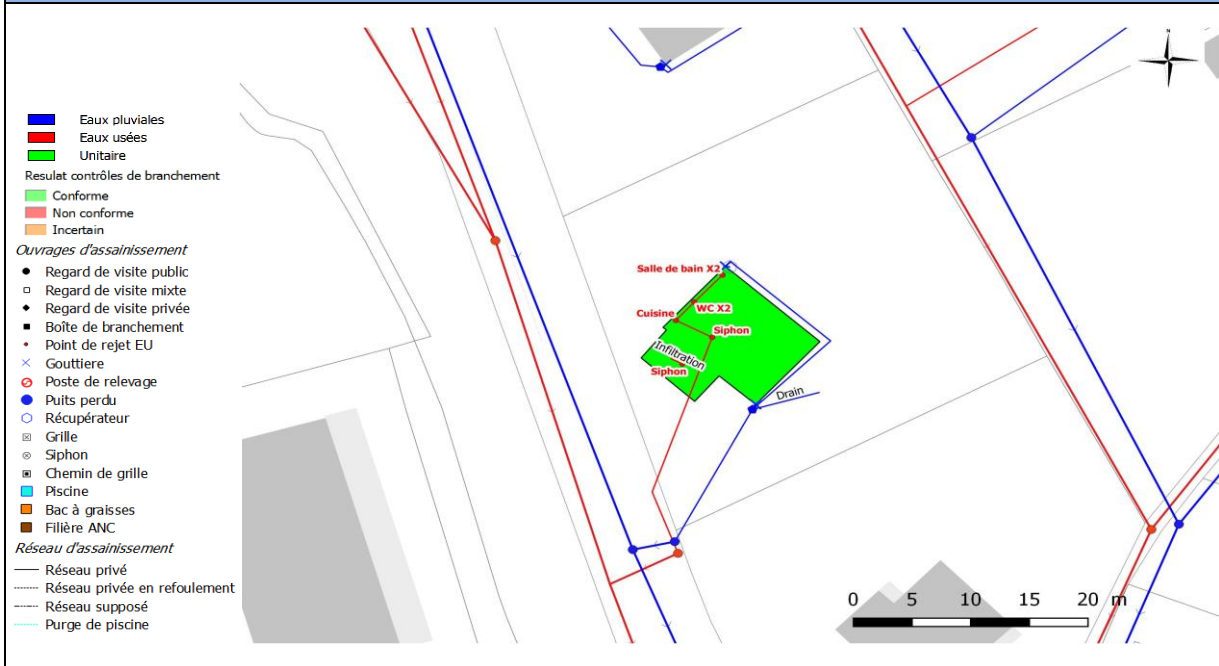 N
Eaux pluviales
Eaux usées
Unitaire
Resulat contrôles de branchement
Conforme
Non conforme
Incertain
Ouvrages d'assainissement
Regard de visite public
Regard de visite mixte
Regard de visite privée
Boîte de branchement
Point de rejet EU
Gouttiere
Poste de relevage
Puits perdu
Récupérateur
Grille
Siphon
Chemin de grille
Piscine
Bac à graisses
Filière ANC
Réseau d'assainissement
Réseau privé
Réseau privée en refoulement
Réseau supposé
Purge de piscine
Salle de bain X2
WC X2
Cuisine
Siphon
Infiltration
Siphon
Drain
0 5 10 15 20 m